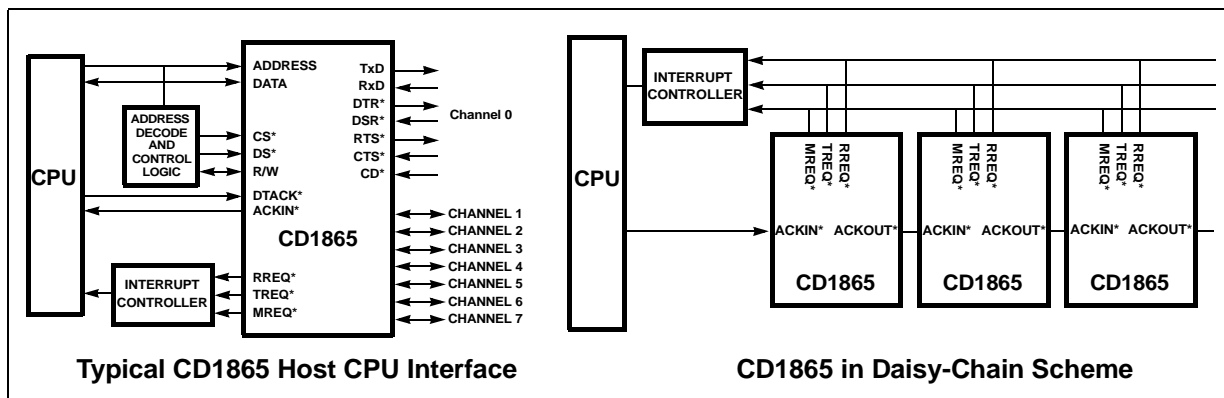 CPU
ADDRESS
DATA
ADDRESS
DECODE
AND
CONTROL
LOGIC
CS*
DS*
R/W
DTACK*
ACKIN*
CD1865
TxD
RxD
DTR*
DSR*
RTS*
CTS*
CD*
Channel 0
CHANNEL 1
CHANNEL 2
CHANNEL 3
CHANNEL 4
CHANNEL 5
CHANNEL 6
CHANNEL 7
INTERRUPT
CONTROLLER
RREQ*
TREQ*
MREQ*
Typical CD1865 Host CPU Interface
CPU
INTERRUPT
CONTROLLER
MREQ*
TREQ*
RREQ*
ACKIN* ACKOUT*
CD1865
MREQ*
TREQ*
RREQ*
ACKIN* ACKOUT*
CD1865
MREQ*
TREQ*
RREQ*
ACKIN* ACKOUT*
CD1865
CD1865 in Daisy-Chain Scheme